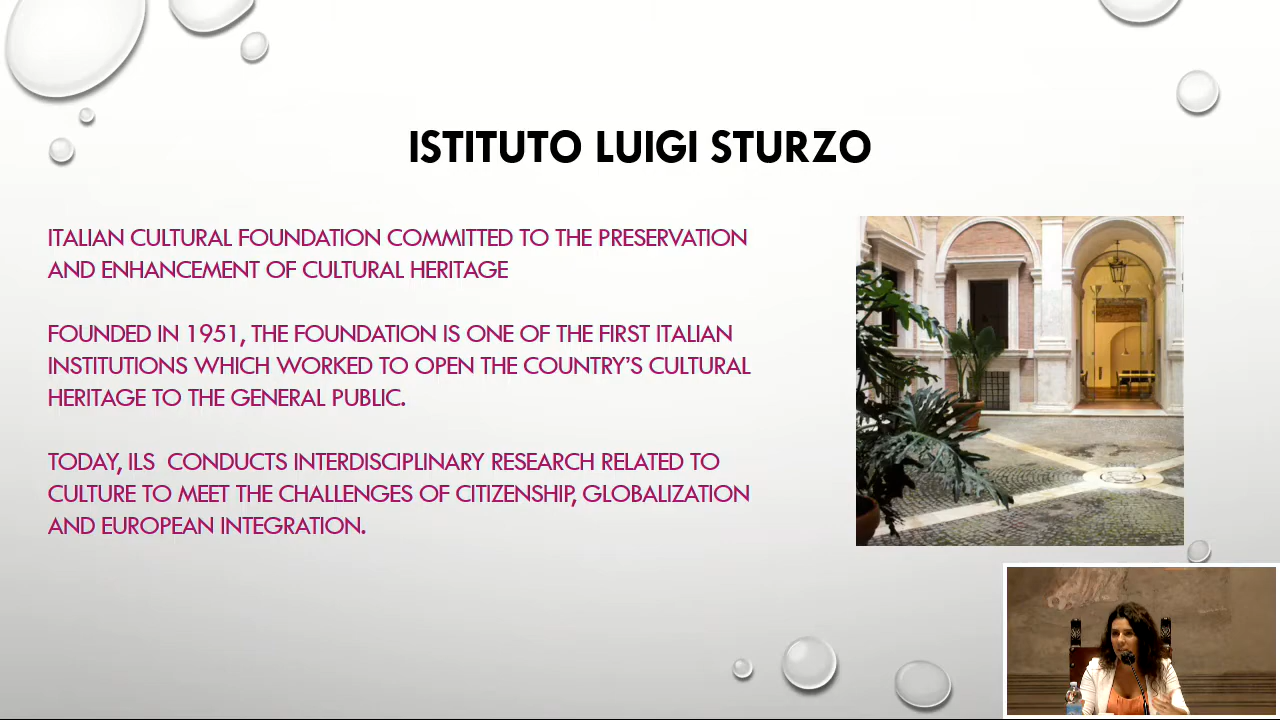 ISTITUTO LUIGI STURZO
ITALIAN CULTURAL FOUNDATION COMMITTED TO THE PRESERVATION
AND ENHANCEMENT OF CULTURAL HERITAGE
FOUNDED IN 1951, THE FOUNDATION IS ONE OF THE FIRST ITALIAN
INSTITUTIONS WHICH WORKED TO OPEN THE COUNTRY’S CULTURAL
HERITAGE TO THE GENERAL PUBLIC.
TODAY, ILS CONDUCTS INTERDISCIPLINARY RESEARCH RELATED TO
CULTURE TO MEET THE CHALLENGES OF CITIZENSHIP, GLOBALIZATION
AND EUROPEAN INTEGRATION.